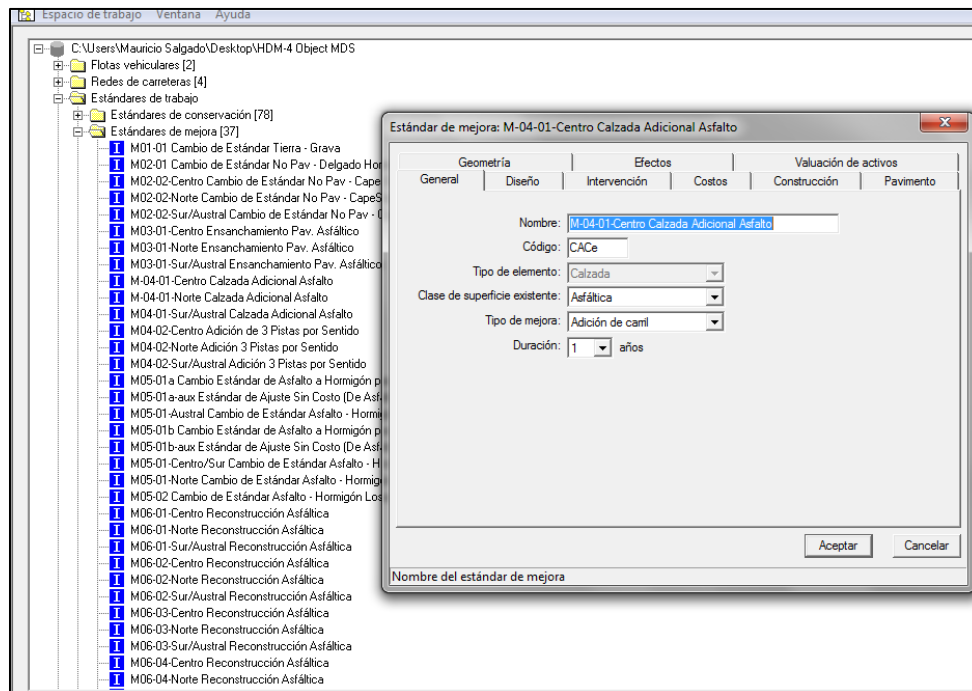 Espacio de trabajo Ventana Ayuda
C:\Users\Mauricio Salgado\Desktop\HDM-4 Object MDS
Flotas vehiculares [2]
Redes de carreteras [4]
Estándares de trabajo
Estándares de conservación [78]
Estándares de mejora [37]
M01-01 Cambio de Estándar Tierra - Grava
M02-01 Cambio de Estándar No Pav - Delgado Hor
M02-02-Centro Cambio de Estándar No Pav - Cape
M02-02-Norte Cambio de Estándar No Pav - CapeS
M02-02-Sur/Austral Cambio de Estándar No Pav - C
M03-01-Centro Ensanchamiento Pav. Asfáltico
M03-01-Norte Ensanchamiento Pav. Asfáltico
M03-01-Sur/Austral Ensanchamiento Pav. Asfáltico
M-04-01-Centro Calzada Adicional Asfalto
M-04-01-Norte Calzada Adicional Asfalto
M04-01-Sur/Austral Calzada Adicional Asfalto
M04-02-Centro Adición de 3 Pistas por Sentido
M04-02-Norte Adición 3 Pistas por Sentido
M04-02-Sur/Austral Adición 3 Pistas por Sentido
M05-01a Cambio Estándar de Asfalto a Hormigón p
M05-01a-aux Estándar de Ajuste Sin Costo (De Asf
M05-01-Austral Cambio de Estándar Asfalto - Hormi
M05-01b Cambio Estándar de Asfalto a Hormigón p
M05-01b-aux Estándar de Ajuste Sin Costo (De Asfa
M05-01-Centro/Sur Cambio de Estándar Asfalto - H
M05-01-Norte Cambio de Estándar Asfalto - Hormig
M05-02 Cambio de Estándar Asfalto - Hormigón Los
M06-01-Centro Reconstrucción Asfáltica
M06-01-Norte Reconstrucción Asfáltica
M06-01-Sur/Austral Reconstrucción Asfáltica
M06-02-Centro Reconstrucción Asfáltica
M06-02-Norte Reconstrucción Asfáltica
M06-02-Sur/Austral Reconstrucción Asfáltica
M06-03-Centro Reconstrucción Asfáltica
M06-03-Norte Reconstrucción Asfáltica
M06-03-Sur/Austral Reconstrucción Asfáltica
M06-04-Centro Reconstrucción Asfáltica
M06-04-Norte Reconstrucción Asfáltica
Estándar de mejora: M-04-01-Centro Calzada Adicional Asfalto
Geometría Efectos Valuación de activos
General Diseño Intervención Costos Construcción Pavimento
Nombre: M-04-01-Centro Calzada Adicional Asfalto
Código: CACe
Tipo de elemento: Calzada
Clase de superficie existente: Asfáltica
Tipo de mejora: Adición de carril
Duración: 1 años
Aceptar Cancelar
Nombre del estándar de mejora